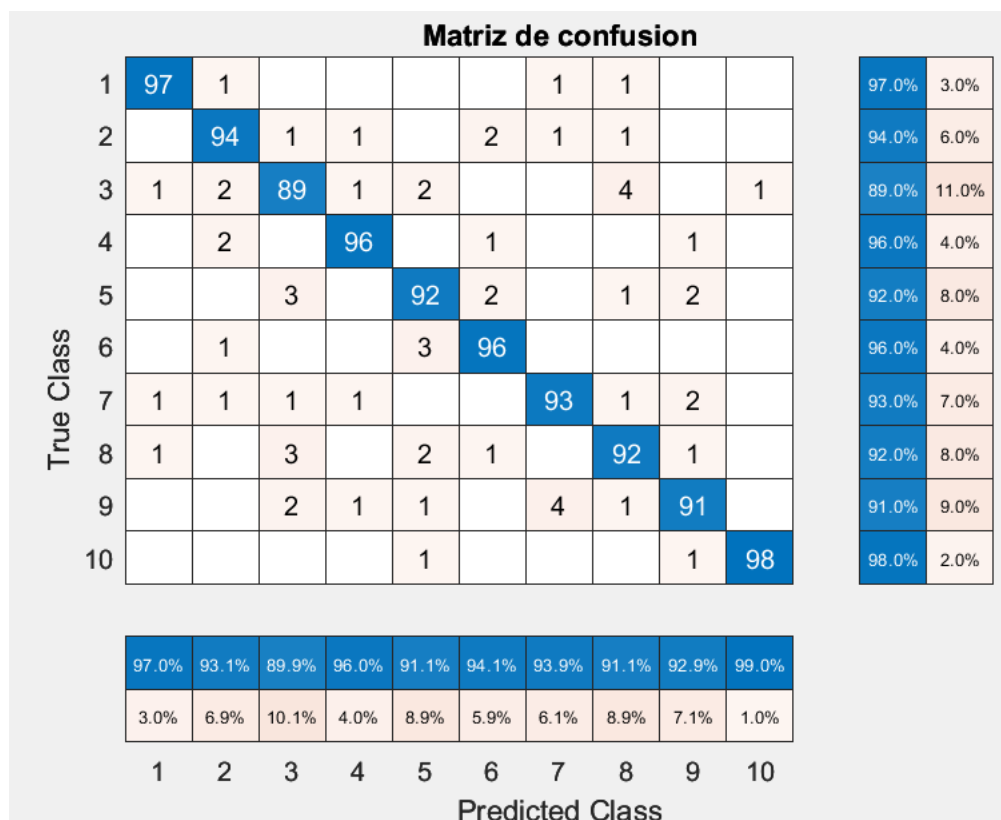 Matriz de confusion
1 97 1 1 1 97.0% 3.0%
2 94 1 1 2 1 1 94.0% 6.0%
3 1 2 89 1 2 4 1 89.0% 11.0%
4 2 96 1 1 96.0% 4.0%
5 3 92 2 1 2 92.0% 8.0%
6 1 3 96 96.0% 4.0%
7 1 1 1 1 93 1 2 93.0% 7.0%
8 1 3 2 1 92 1 92.0% 8.0%
9 2 1 1 4 1 91 91.0% 9.0%
10 1 1 98 98.0% 2.0%
True Class
97.0% 93.1% 89.9% 96.0% 91.1% 94.1% 93.9% 91.1% 92.9% 99.0%
3.0% 6.9% 10.1% 4.0% 8.9% 5.9% 6.1% 8.9% 7.1% 1.0%
1 2 3 4 5 6 7 8 9 10
Predicted Class